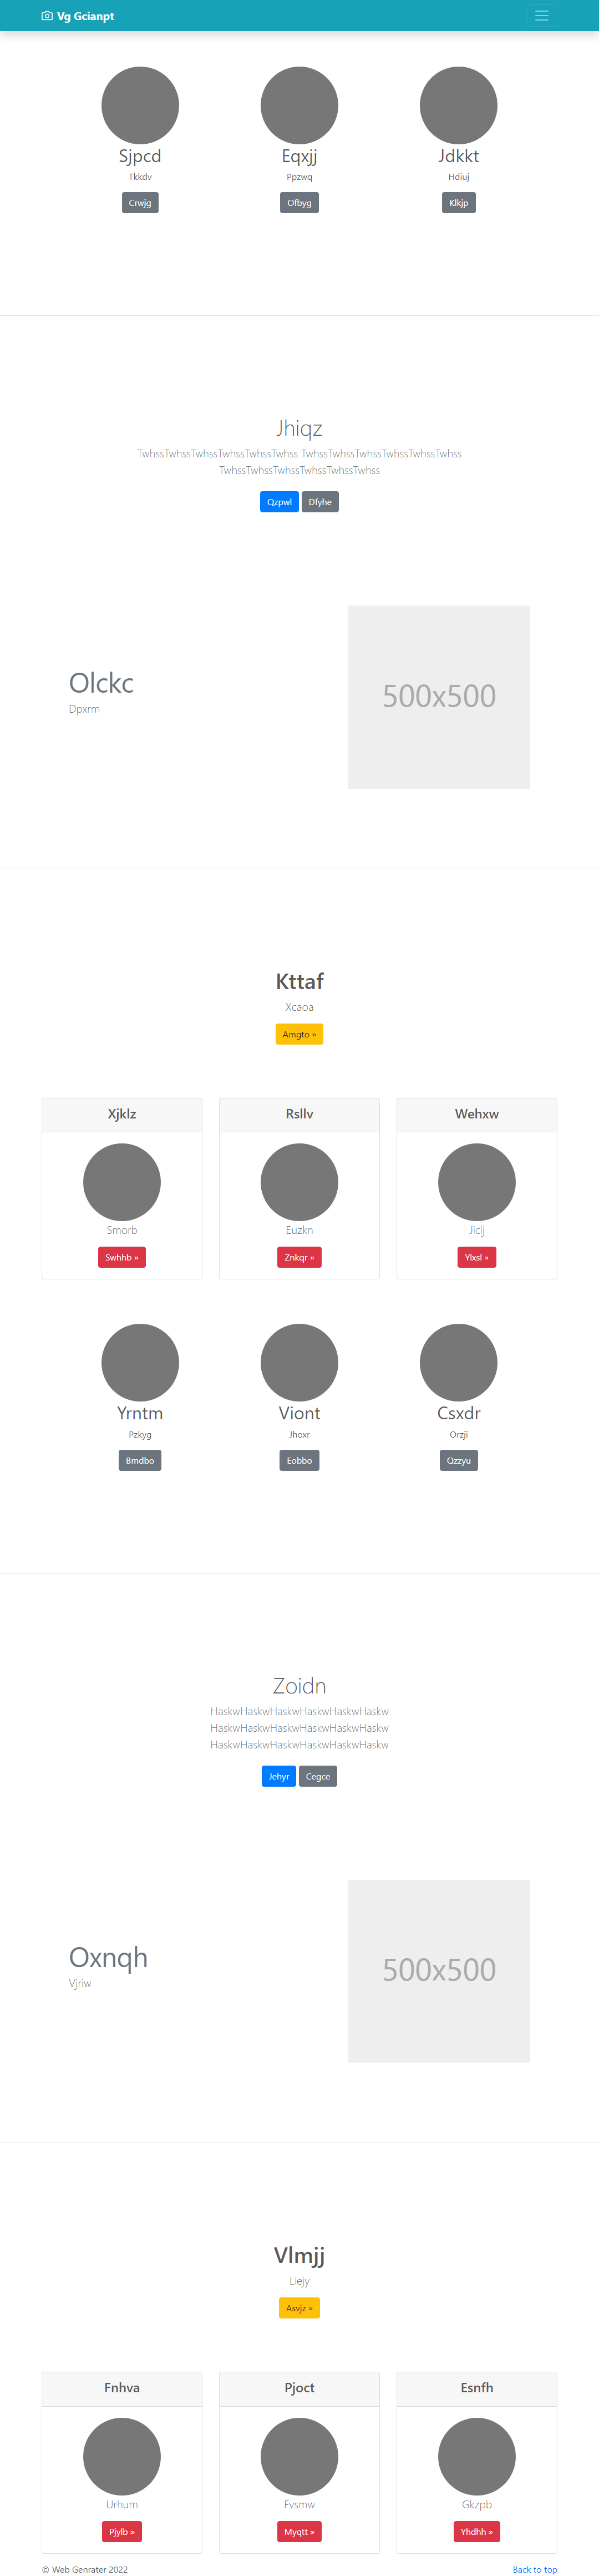 Vg Gcianpt
Sjpcd Eqxjj Jdkkt
Tkkdv Ppzwq Hdiuj
Crwjg Ofbyg Klkjp
Jhiqz
TwhssTwhssTwhssTwhssTwhssTwhss TwhssTwhssTwhssTwhssTwhssTwhss
TwhssTwhssTwhssTwhssTwhssTwhss
Qzpwl Dfyhe
Olckc
Dpxrm
500x500
Kttaf
Xcaoa
Amgto »
Xjklz Rsllv Wehxw
Smorb Euzkn Jiclj
Swhhb » Znkqr » Ylxsl »
Yrntm Viont Csxdr
Pzkyg Jhoxr Orzji
Bmdbo Eobbo Qzzyu
Zoidn
HaskwHaskwHaskwHaskwHaskwHaskw
HaskwHaskwHaskwHaskwHaskwHaskw
HaskwHaskwHaskwHaskwHaskwHaskw
Jehyr Cegce
Oxnqh
Vjriw
500x500
Vlmjj
Liejy
Asvjz »
Fnhva Pjoct Esnfh
Urhum Fvsmw Gkzpb
Pjylb » Myqtt » Yhdhh »
© Web Genrater 2022 Back to top